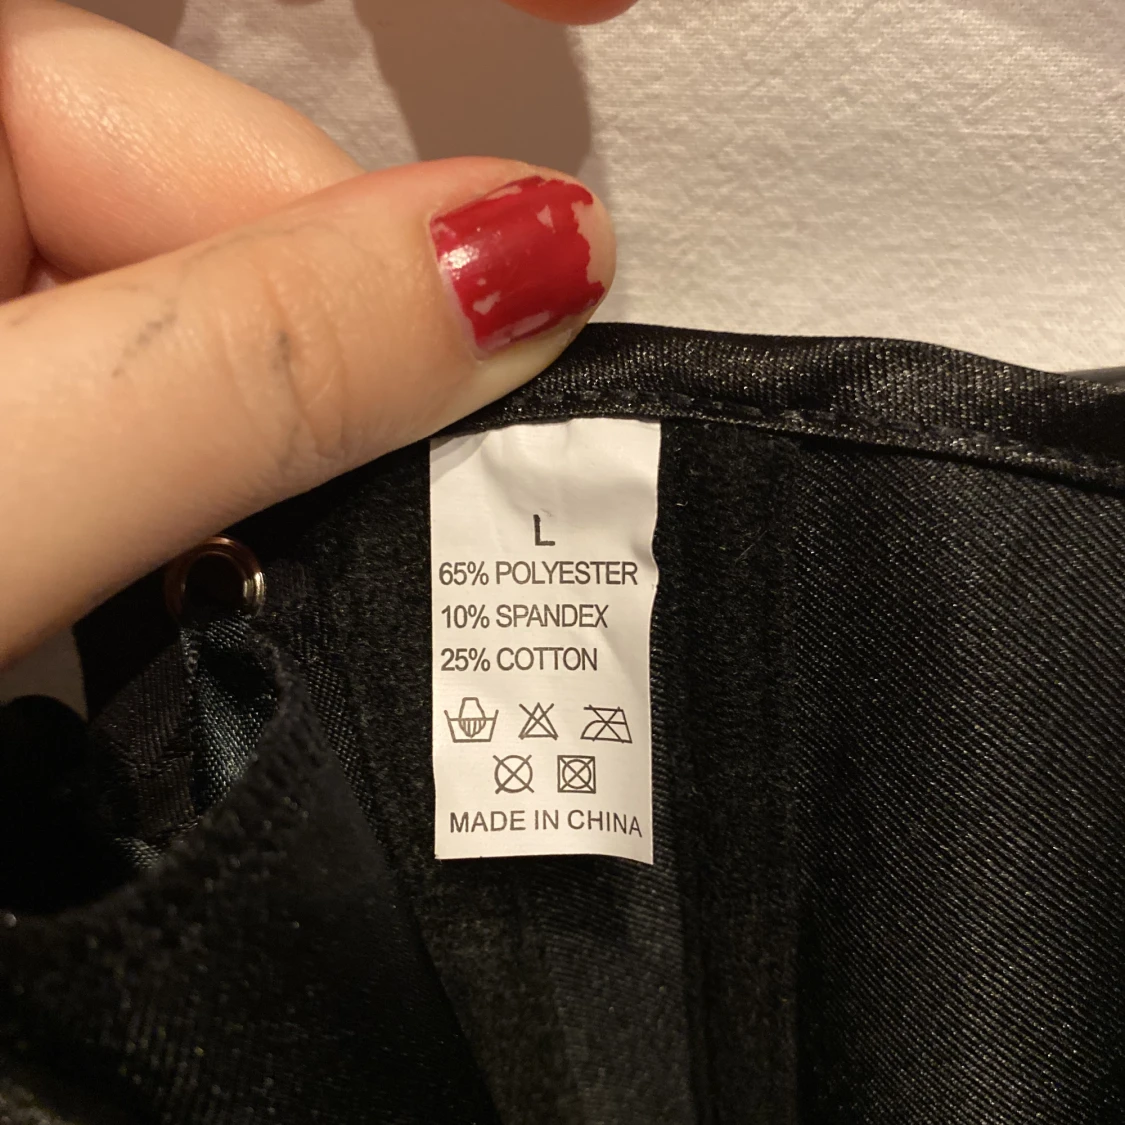 L
65% POLYESTER
10% SPANDEX
25% COTTON
MADE IN CHINA